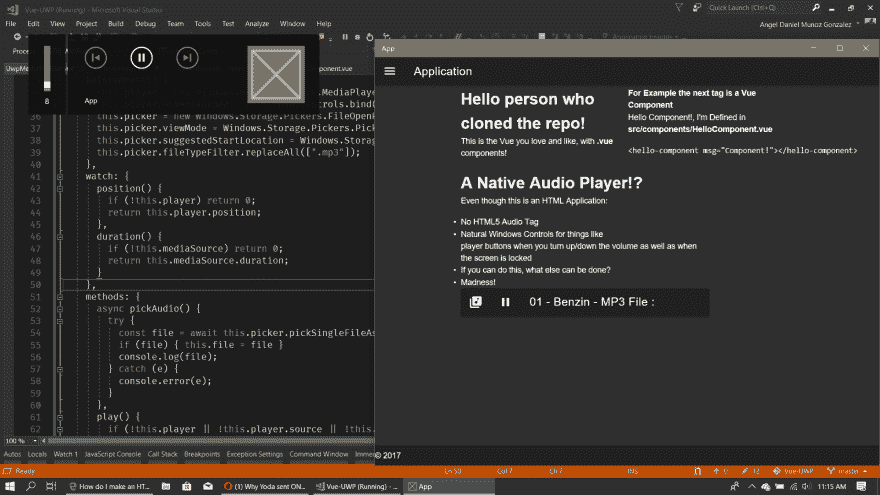 Vue-UWP (Running) - Microsoft Visual Studio
Quick Launch (Ctrl+Q)
File Edit View Project Build Debug Team Tools Test Analyze Window Help
Angel Daniel Munoz Gonzalez
8
App
36 this.picker = new Windows.Storage.Pickers.FileOpenP
37 this.picker.viewMode = Windows.Storage.Pickers.Pick
38 this.picker.suggestedStartLocation = Windows.Storag
39 this.picker.fileTypeFilter.replaceAll([".mp3"]);
40 },
41 watch: {
42 position() {
43 if (!this.player) return 0;
44 return this.player.position;
45 },
46 duration() {
47 if (!this.mediaSource) return 0;
48 return this.mediaSource.duration;
49 }
50 },
51 methods: {
52 async pickAudio() {
53 try {
54 const file = await this.picker.pickSingleFileAs
55 if (file) { this.file = file }
56 console.log(file);
57 } catch (e) {
58 console.error(e);
59 }
60 },
61 play() {
62 if (!this.player || !this.player.source || !this.
100 %
Autos Locals Watch 1 JavaScript Console Call Stack Breakpoints Exception Settings Command Window Imme
App
Application
Hello person who
cloned the repo!
This is the Vue you love and like, with .vue
components!
For Example the next tag is a Vue
Component
Hello Component!, I'm Defined in
src/components/HelloComponent.vue
<hello-component msg="Component!"></hello-component>
A Native Audio Player!?
Even though this is an HTML Application:
• No HTML5 Audio Tag
• Natural Windows Controls for things like
player buttons when you turn up/down the volume as well as when
the screen is locked
• If you can do this, what else can be done?
• Madness!
01 - Benzin - MP3 File :
© 2017
Ready Ln 50 Col 7 Ch 7 INS Vue-UWP master
How do I make an HT... (1) Why Yoda sent ON... Vue-UWP (Running) - ... App 11:15 AM